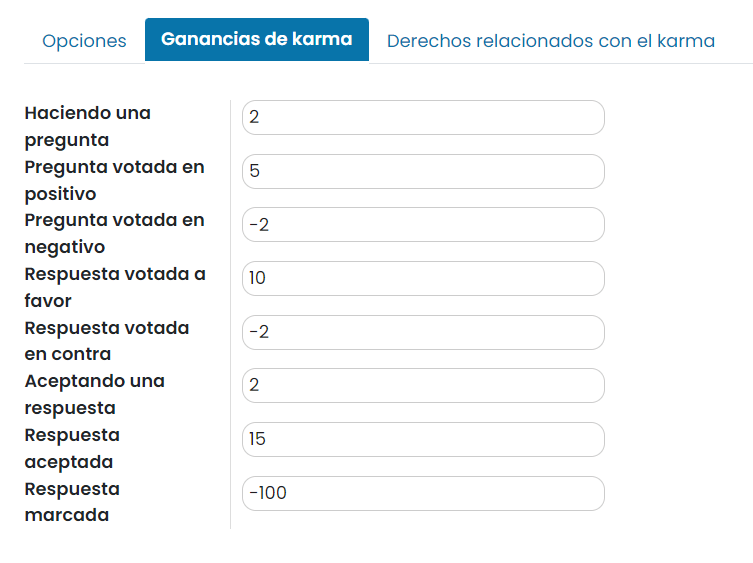 Opciones Ganancias de karma Derechos relacionados con el karma
Haciendo una
pregunta
2
Pregunta votada en
positivo
5
Pregunta votada en
negativo
-2
Respuesta votada a
favor
10
Respuesta votada
en contra
-2
Aceptando una
respuesta
2
Respuesta
aceptada
15
Respuesta
marcada
-100